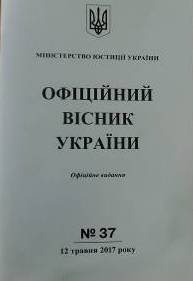 МІНІСТЕРСТВО ЮСТИЦІЇ УКРАЇНИ
ОФІЦІЙНИЙ
ВІСНИК
УКРАЇНИ
Офіційне видання
№ 37
12 травня 2017 року